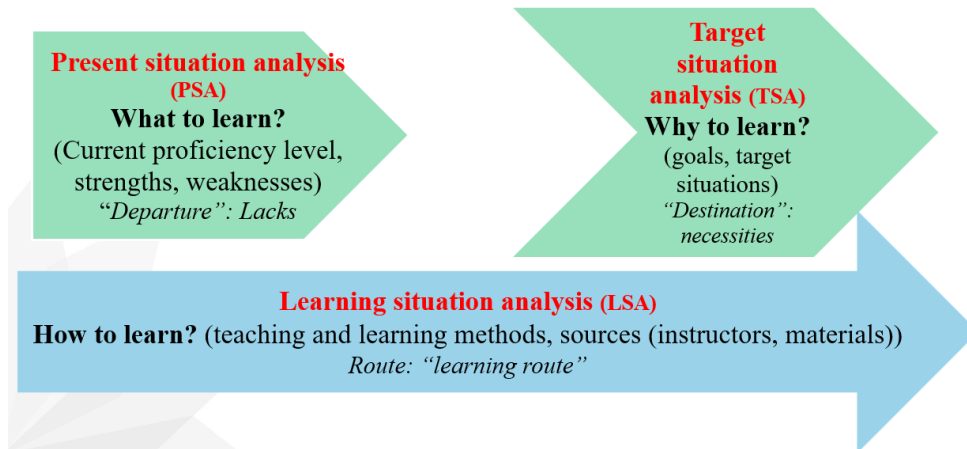 Present situation analysis
(PSA)
What to learn?
(Current proficiency level,
strengths, weaknesses)
“Departure”: Lacks
Target
situation
analysis (TSA)
Why to learn?
(goals, target
situations)
“Destination”:
necessities
Learning situation analysis (LSA)
How to learn? (teaching and learning methods, sources (instructors, materials))
Route: “learning route”